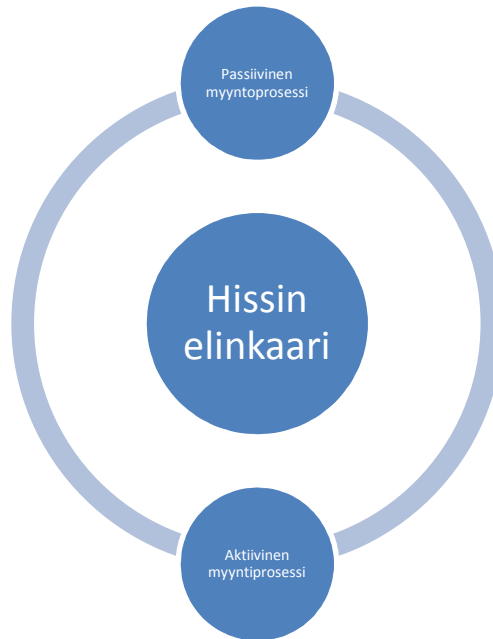 Passiivinen
myyntoprosessi
Hissin
elinkaari
Aktiivinen
myyntiprosessi